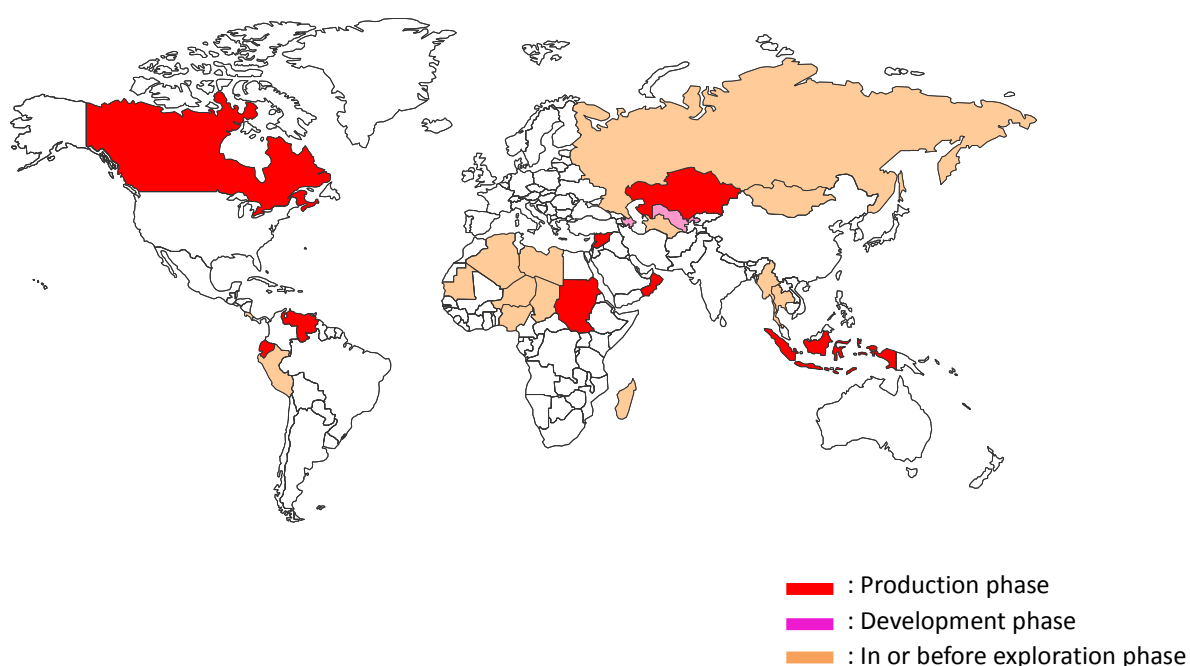 : Production phase
: Development phase
: In or before exploration phase